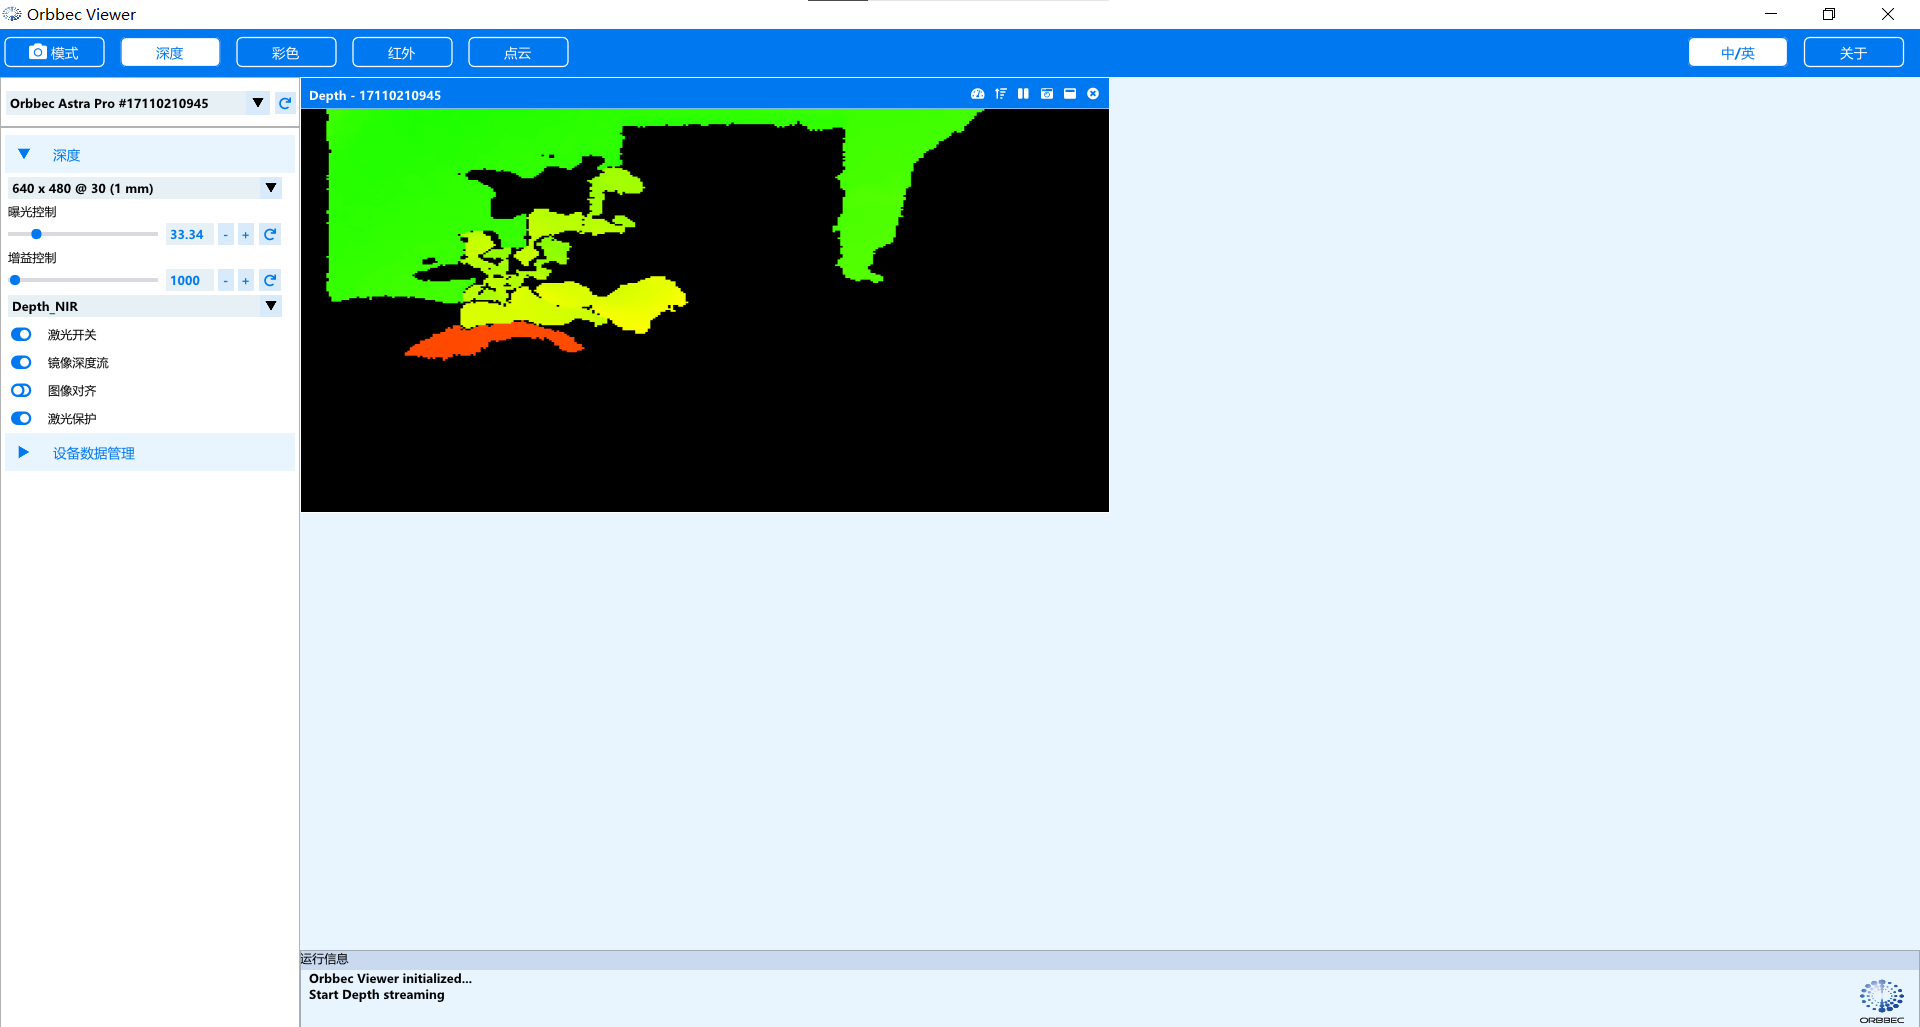 Orbbec Viewer
模式
深度
彩色
红外
点云
中/英
关于
Orbbec Astra Pro #17110210945
深度
640 x 480 @ 30 (1 mm)
曝光控制
33.34 - +
增益控制
1000 - +
Depth_NIR
激光开关
镜像深度流
图像对齐
激光保护
设备数据管理
Depth - 17110210945
运行信息
Orbbec Viewer initialized...
Start Depth streaming
ORBBEC